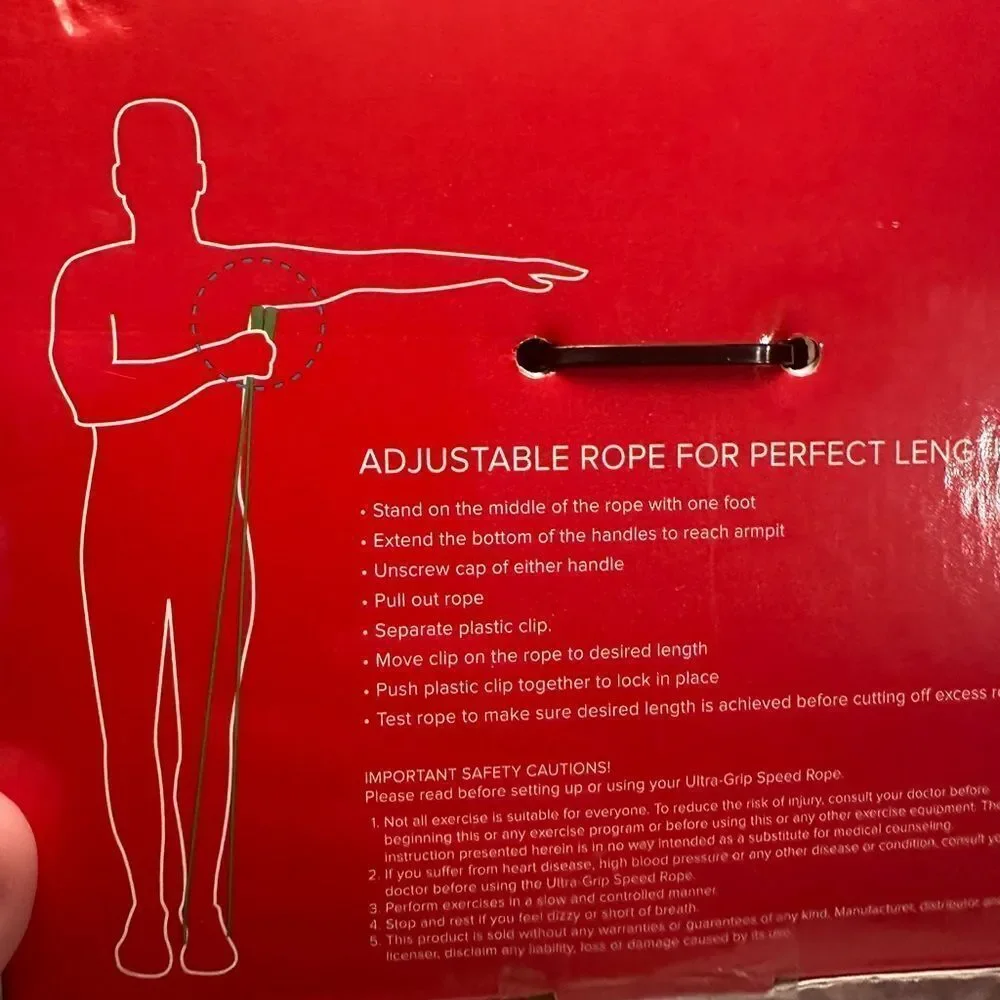 ADJUSTABLE ROPE FOR PERFECT
• Stand on the middle of the rope with one foot
• Extend the bottom of the handles to reach armpit
• Unscrew cap of either handle
• Pull out rope
• Separate plastic clip.
• Move clip on the rope to desired length
• Push plastic clip together to lock in place
• Test rope to make sure desired length is achieved before cutting off excess
IMPORTANT SAFETY CAUTIONS!
Please read before setting up or using your Ultra-Grip Speed Rope.
1. Not all exercise is suitable for everyone. To reduce the risk of injury, consult your doctor before
beginning this or any exercise program or before using this or any other exercise equipment. The
instruction presented herein is in no way intended as a substitute for medical counseling.
2. If you suffer from heart disease, high blood pressure or any other disease or condition, consult
doctor before using the Ultra-Grip Speed Rope.
3. Perform exercises in a slow and controlled manner.
4. Stop and rest if you feel dizzy or short of breath.
5. This product is sold without any warranties or guarantees of any kind. Manufacturer, distributor
licenser, disclaim any liability, loss or damage caused by its use.